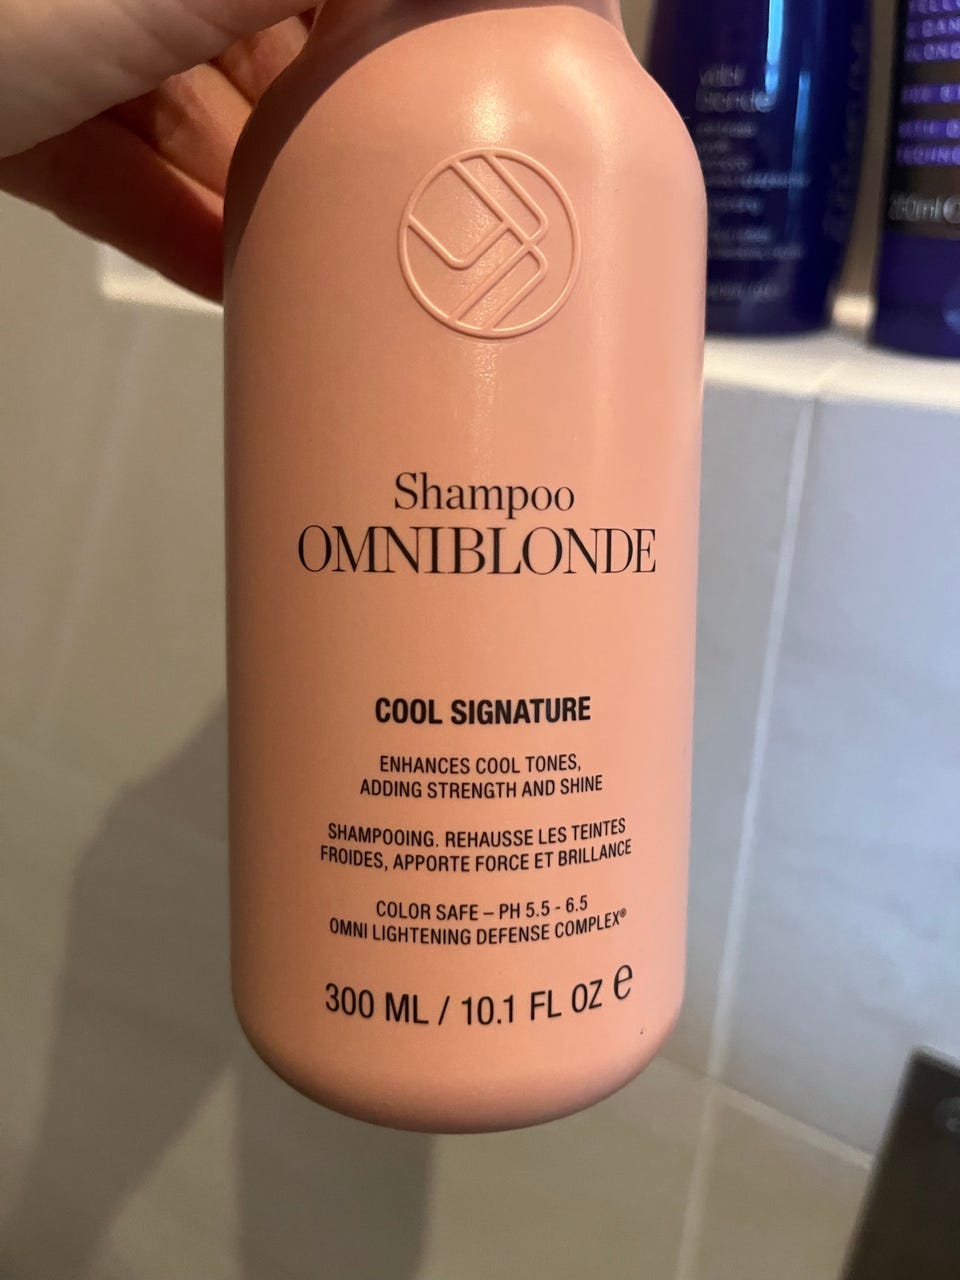 Shampoo
OMNIBLONDE
COOL SIGNATURE
ENHANCES COOL TONES,
ADDING STRENGTH AND SHINE
SHAMPOOING. REHAUSSE LES TEINTES
FROIDES, APPORTE FORCE ET BRILLANCE
COLOR SAFE – PH 5.5 - 6.5
OMNI LIGHTENING DEFENSE COMPLEX®
300 ML / 10.1 FL OZ ℮
blonde